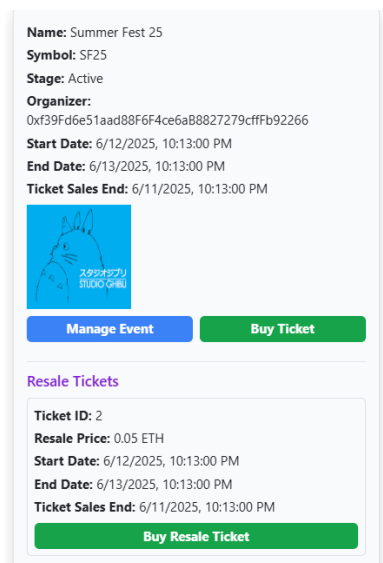 Name: Summer Fest 25
Symbol: SF25
Stage: Active
Organizer:
0xf39Fd6e51aad88F6F4ce6aB8827279cffFb92266
Start Date: 6/12/2025, 10:13:00 PM
End Date: 6/13/2025, 10:13:00 PM
Ticket Sales End: 6/11/2025, 10:13:00 PM
スタジオジブリ
STUDIO GHIBLI
Manage Event
Buy Ticket
Resale Tickets
Ticket ID: 2
Resale Price: 0.05 ETH
Start Date: 6/12/2025, 10:13:00 PM
End Date: 6/13/2025, 10:13:00 PM
Ticket Sales End: 6/11/2025, 10:13:00 PM
Buy Resale Ticket